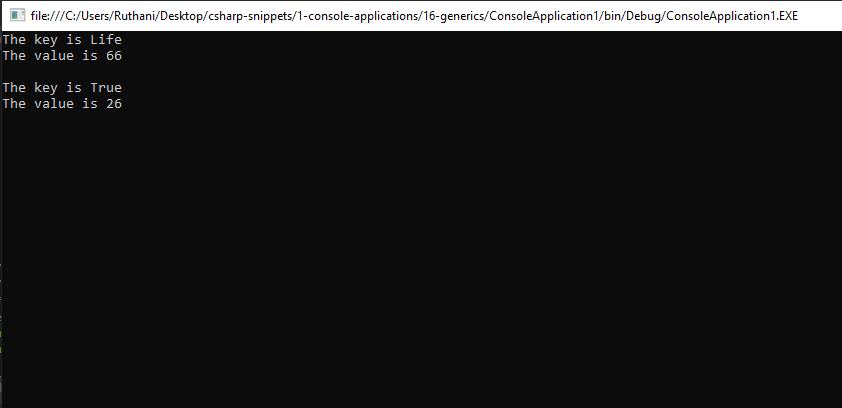 file:///C:/Users/Ruthani/Desktop/csharp-snippets/1-console-applications/16-generics/ConsoleApplication1/bin/Debug/ConsoleApplication1.EXE
The key is Life
The value is 66
The key is True
The value is 26